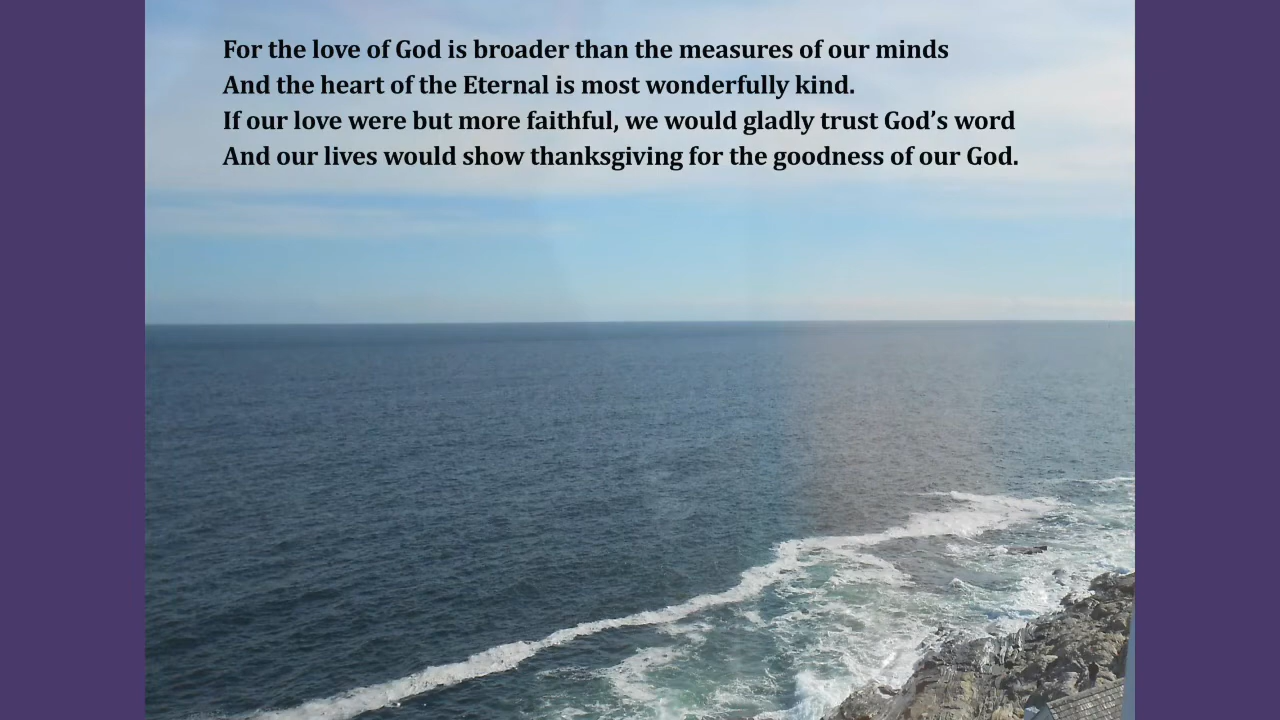 For the love of God is broader than the measures of our minds
And the heart of the Eternal is most wonderfully kind.
If our love were but more faithful, we would gladly trust God’s word
And our lives would show thanksgiving for the goodness of our God.